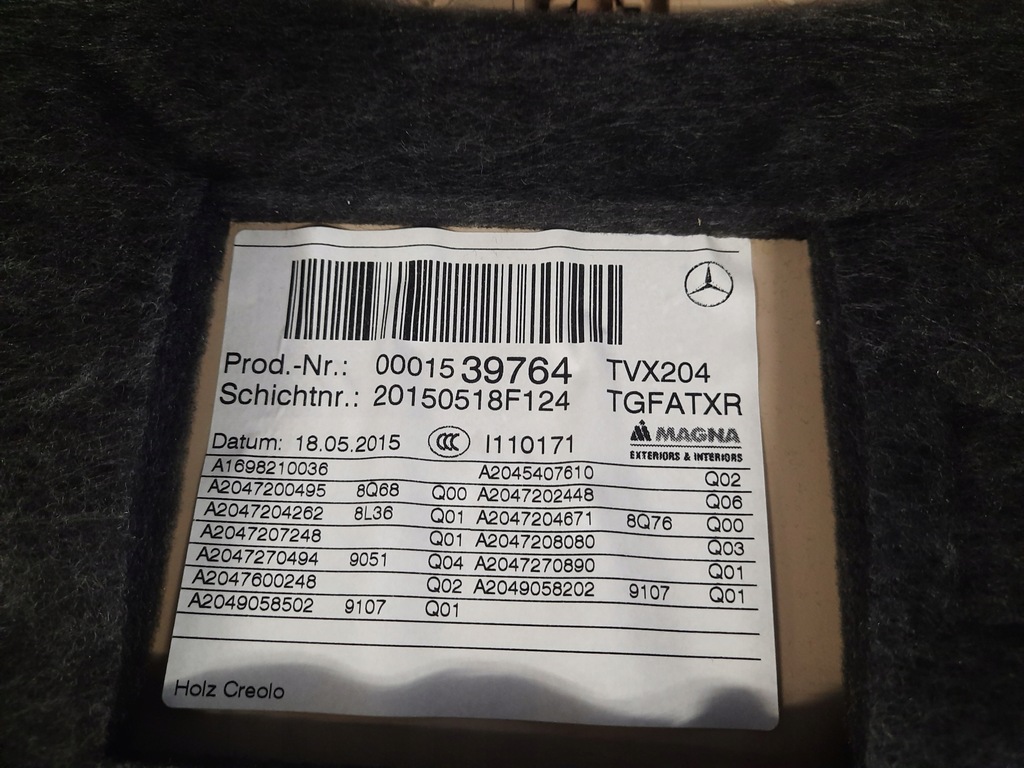 Prod.-Nr.: 00015 39764 TVX204
Schichtnr.: 20150518F124 TGFATXR
Datum: 18.05.2015 CCC I110171 MAGNA
EXTERIORS & INTERIORS
A1698210036 A2045407610 Q02
A2047200495 8Q68 Q00 A2047202448 Q06
A2047204262 8L36 Q01 A2047204671 8Q76 Q00
A2047207248 Q01 A2047208080 Q03
A2047270494 9051 Q04 A2047270890 Q01
A2047600248 Q02 A2049058202 9107 Q01
A2049058502 9107 Q01
Holz Creolo